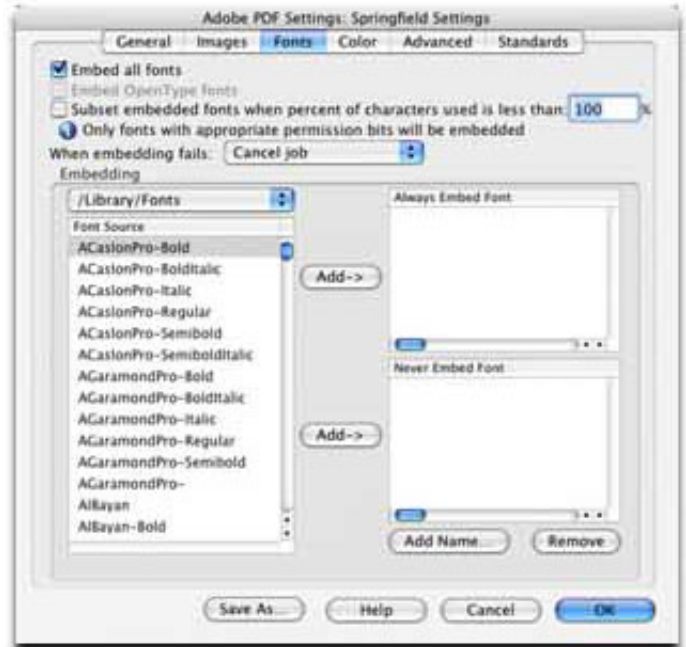 Adobe PDF Settings: Springfield Settings
General Images Fonts Color Advanced Standards
Embed all fonts
Embed OpenType fonts
Subset embedded fonts when percent of characters used is less than: 100 %
Only fonts with appropriate permission bits will be embedded
When embedding fails: Cancel job
Embedding
/Library/Fonts
Font Source
ACaslonPro-Bold
ACaslonPro-BoldItalic
ACaslonPro-Italic
ACaslonPro-Regular
ACaslonPro-Semibold
ACaslonPro-SemiboldItalic
AGaramondPro-Bold
AGaramondPro-BoldItalic
AGaramondPro-Italic
AGaramondPro-Regular
AGaramondPro-Semibold
AGaramondPro-
AlBayan
AlBayan-Bold
Add->
Add->
Always Embed Font
Never Embed Font
Add Name... Remove
Save As... Help Cancel OK